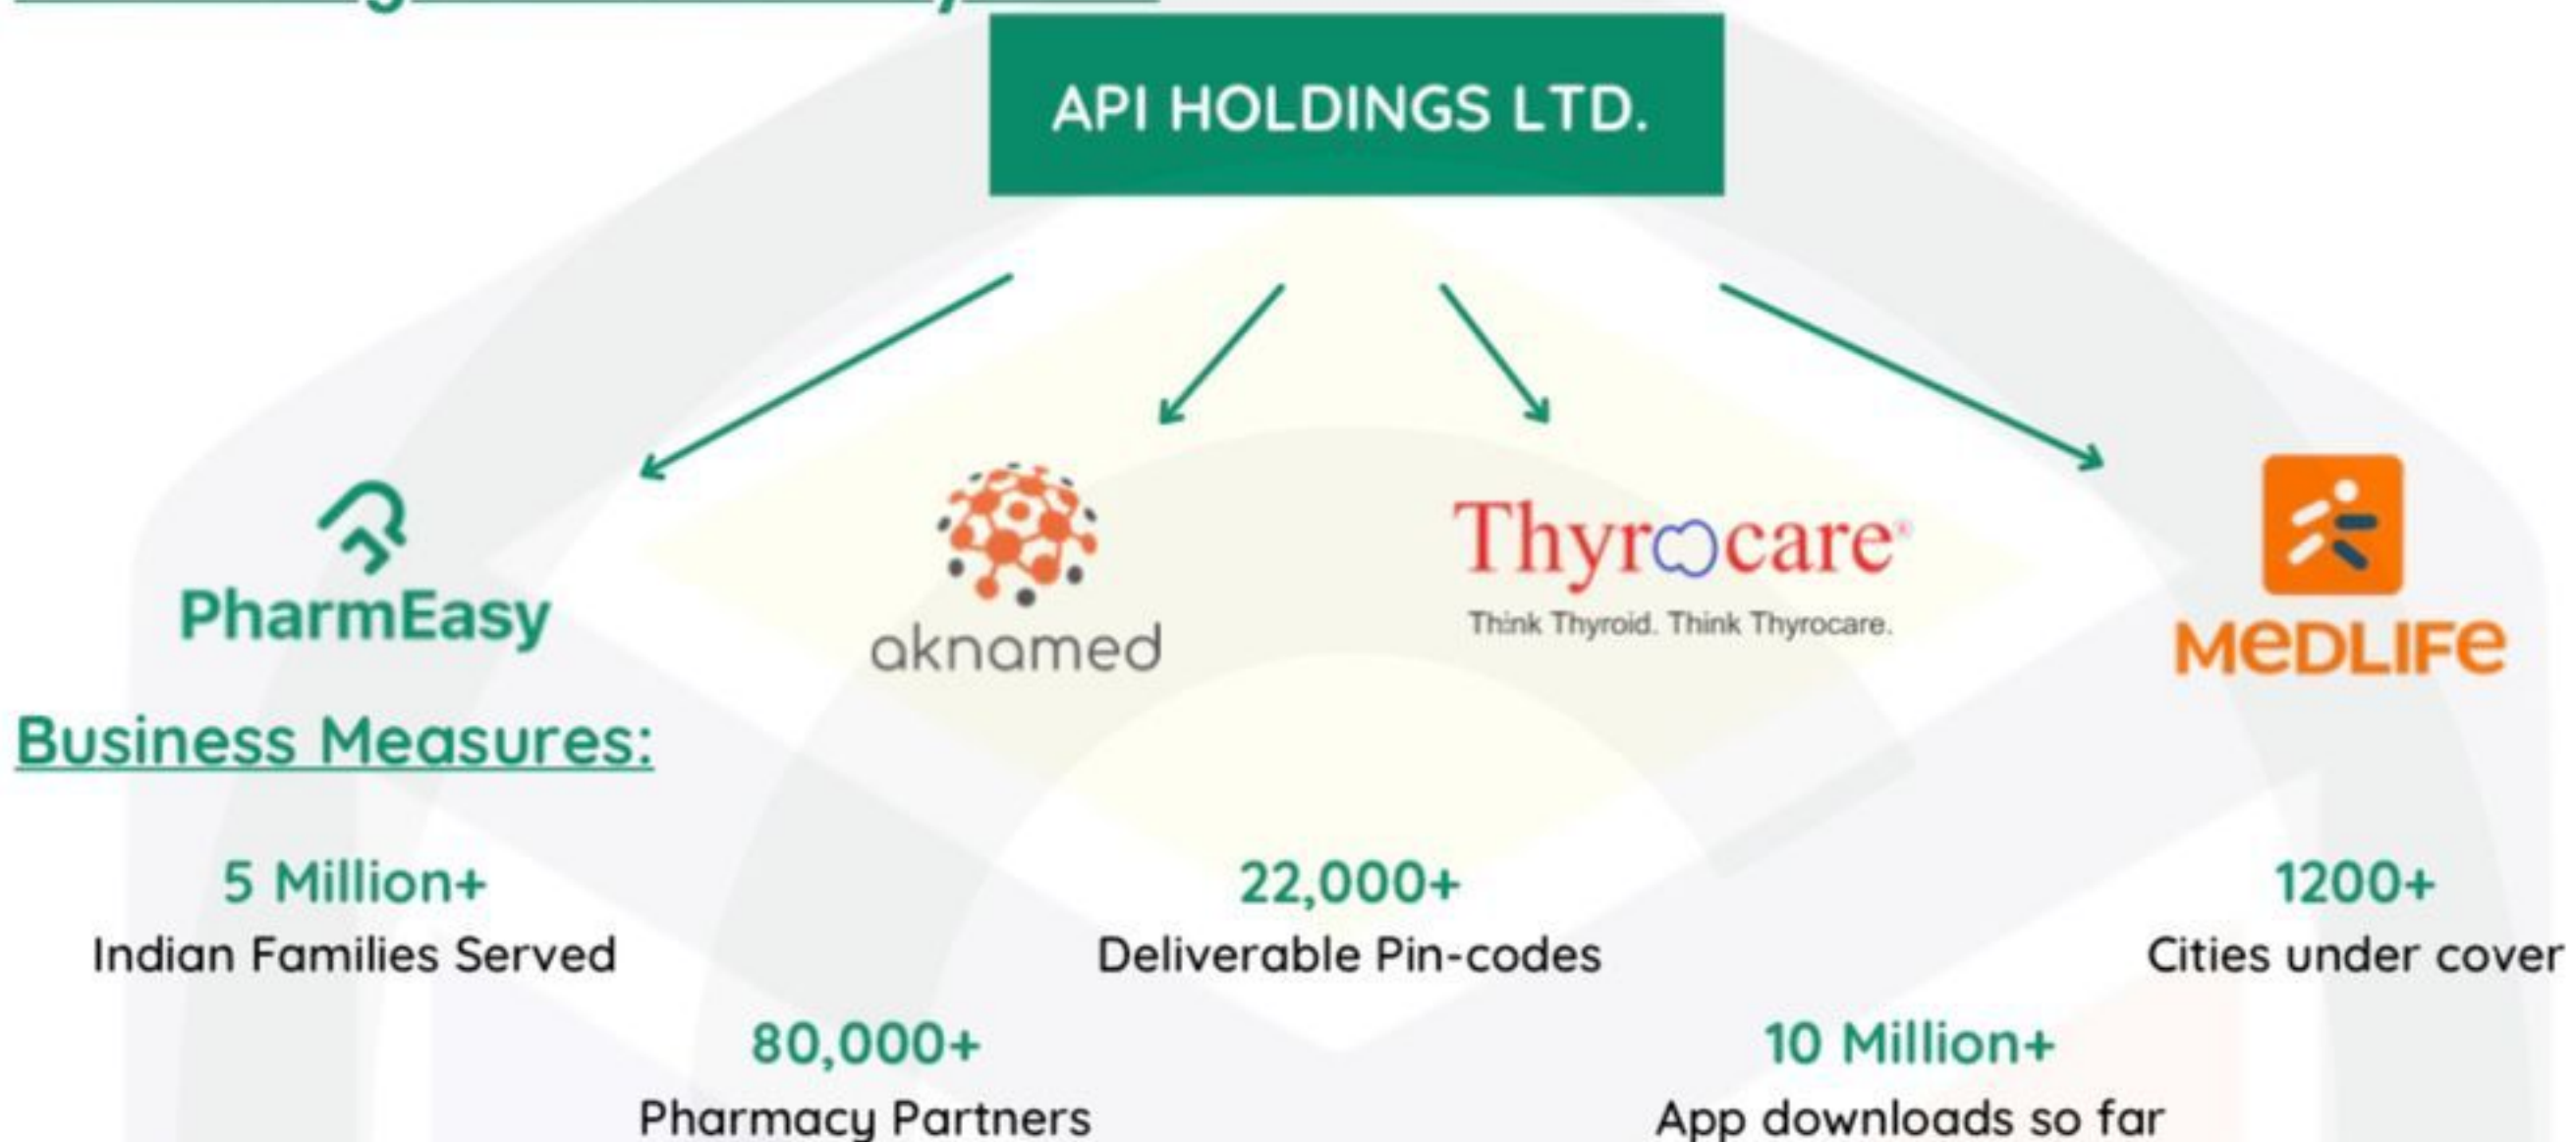 API HOLDINGS LTD.
PharmEasy
aknamed
Thyrocare®
Think Thyroid. Think Thyrocare.
MEDLIFE
Business Measures:
5 Million+
Indian Families Served
22,000+
Deliverable Pin-codes
1200+
Cities under cover
80,000+
Pharmacy Partners
10 Million+
App downloads so far